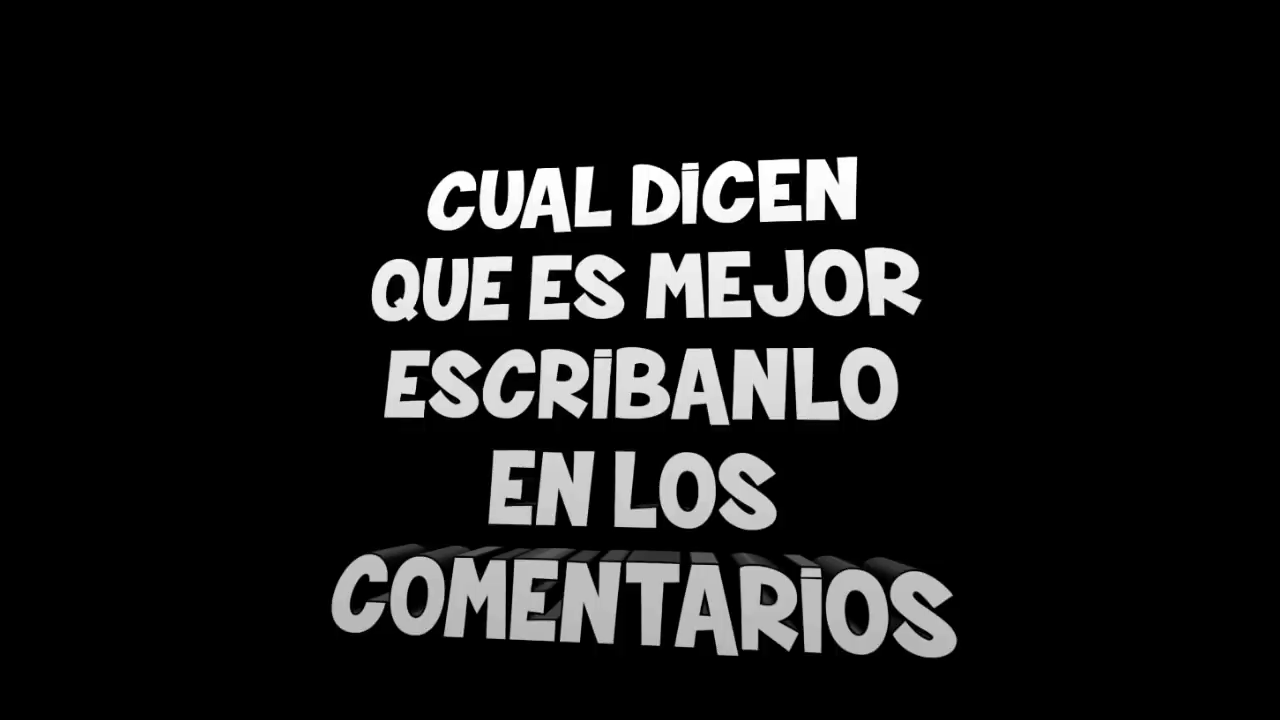 CUAL DICEN
QUE ES MEJOR
ESCRIBANLO
EN LOS
COMENTARIOS